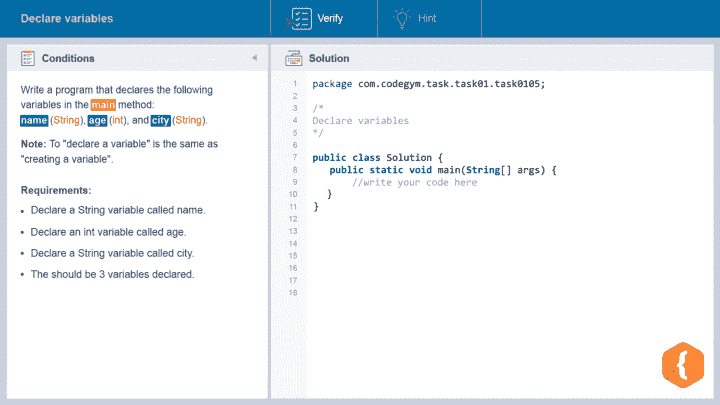 Declare variables
Verify
Hint
Conditions
Write a program that declares the following
variables in the main method:
name (String), age (int), and city (String).
Note: To "declare a variable" is the same as
"creating a variable".
Requirements:
• Declare a String variable called name.
• Declare an int variable called age.
• Declare a String variable called city.
• The should be 3 variables declared.
Solution
1 package com.codegym.task.task01.task0105;
2
3 /*
4 Declare variables
5 */
6
7 public class Solution {
8 public static void main(String[] args) {
9 //write your code here
10 }
11 }
12
13
14
15
16
17
18
{